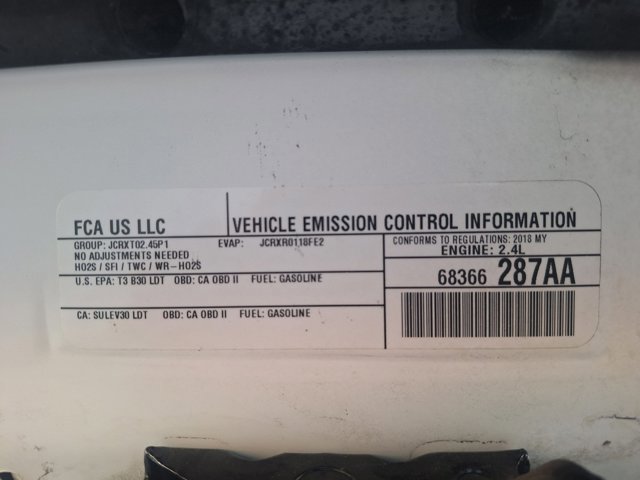 FCA US LLC
VEHICLE EMISSION CONTROL INFORMATION
GROUP: JCRXT02.45P1 EVAP: JCRXR0118FE2
NO ADJUSTMENTS NEEDED
HO2S / SFI / TWC / WR-HO2S
CONFORMS TO REGULATIONS: 2018 MY
ENGINE: 2.4L
68366 287AA
U.S. EPA: T3 B30 LDT OBD: CA OBD II FUEL: GASOLINE
CA: SULEV30 LDT OBD: CA OBD II FUEL: GASOLINE